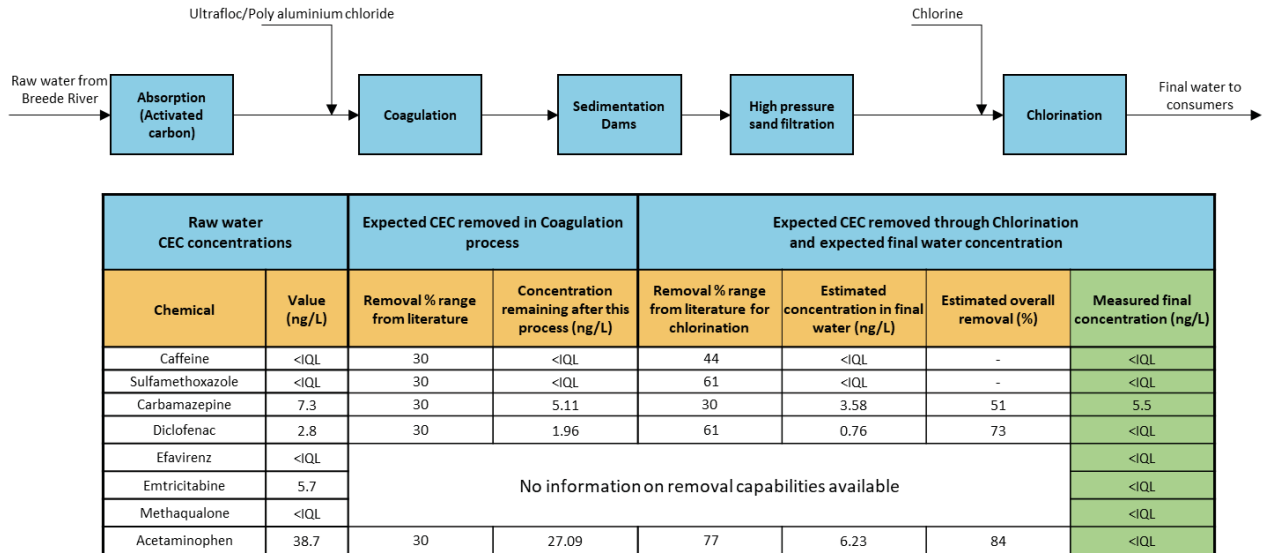 Ultrafloc/Poly aluminium chloride
Chlorine
Raw water from
Breede River
Absorption
(Activated
carbon)
Coagulation
Sedimentation
Dams
High pressure
sand filtration
Chlorination
Final water to
consumers
Raw water
CEC concentrations
Expected CEC removed in Coagulation
process
Expected CEC removed through Chlorination
and expected final water concentration
Chemical
Value
(ng/L)
Removal % range
from literature
Concentration
remaining after this
process (ng/L)
Removal % range
from literature for
chlorination
Estimated
concentration in final
water (ng/L)
Estimated overall
removal (%)
Measured final
concentration (ng/L)
Caffeine <IQL 30 <IQL 44 <IQL - <IQL
Sulfamethoxazole <IQL 30 <IQL 61 <IQL - <IQL
Carbamazepine 7.3 30 5.11 30 3.58 51 5.5
Diclofenac 2.8 30 1.96 61 0.76 73 <IQL
Efavirenz <IQL <IQL
Emtricitabine 5.7 No information on removal capabilities available <IQL
Methaqualone <IQL <IQL
Acetaminophen 38.7 30 27.09 77 6.23 84 <IQL